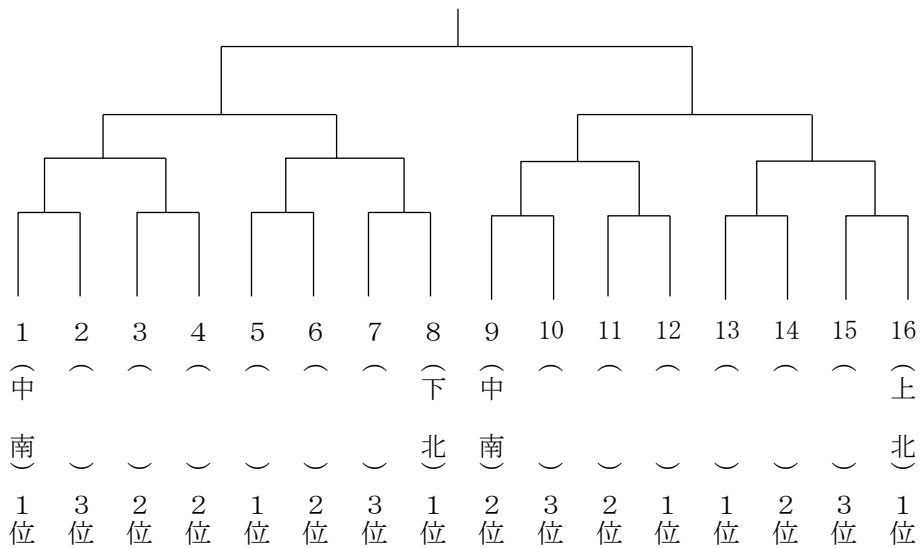 1 2 3 4 5 6 7 8 9 10 11 12 13 14 15 16
（中南）1位
（　）3位
（　）2位
（　）2位
（　）1位
（　）2位
（　）3位
（下北）1位
（中南）2位
（　）3位
（　）2位
（　）1位
（　）1位
（　）2位
（　）3位
（上北）1位